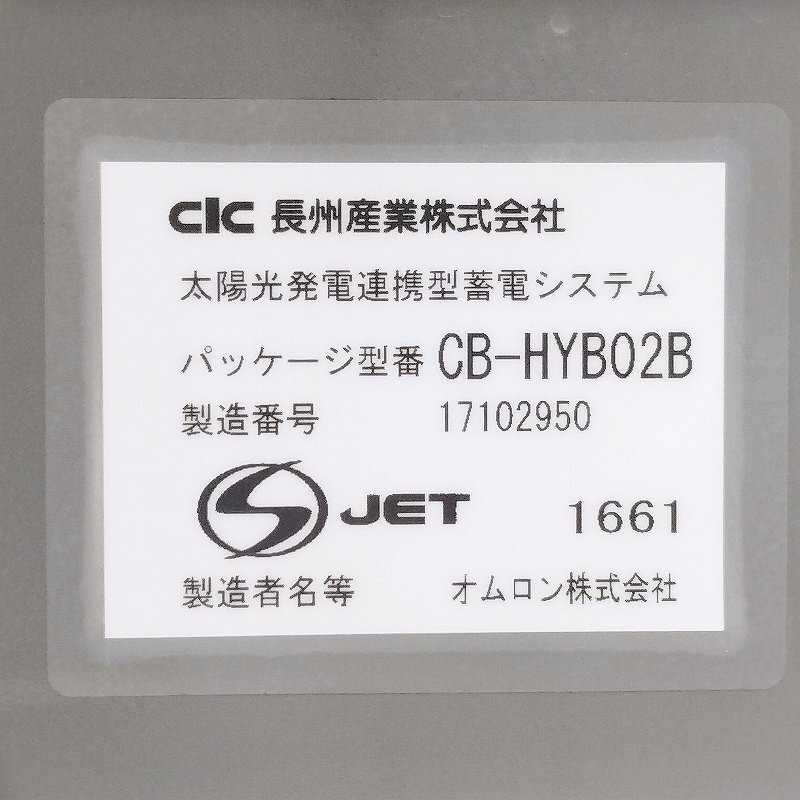 CIC 長州産業株式会社
太陽光発電連携型蓄電システム
パッケージ型番 CB-HYB02B
製造番号 17102950
S JET 1661
製造者名等 オムロン株式会社